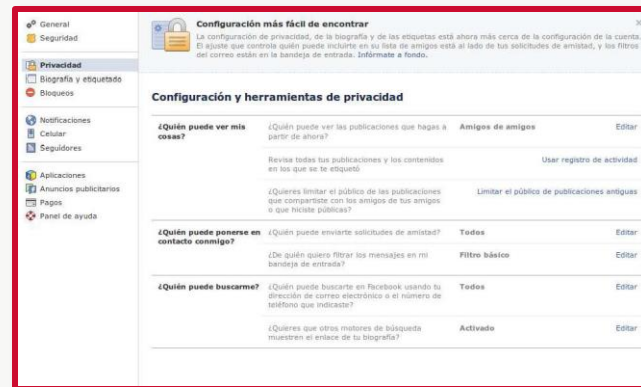 General
Seguridad
Privacidad
Biografía y etiquetado
Bloqueos
Notificaciones
Celular
Seguidores
Aplicaciones
Anuncios publicitarios
Pagos
Panel de ayuda
Configuración más fácil de encontrar
La configuración de privacidad, de la biografía y de las etiquetas está ahora más cerca de la configuración de la cuenta.
El ajuste que controla quién puede incluirte en su lista de amigos está al lado de tus solicitudes de amistad, y los filtros
del correo están en la bandeja de entrada. Infórmate a fondo.
Configuración y herramientas de privacidad
¿Quién puede ver mis
cosas?
¿Quién puede ver las publicaciones que hagas a
partir de ahora?
Amigos de amigos
Editar
Revisa todas tus publicaciones y los contenidos
en los que se te etiquetó
Usar registro de actividad
¿Quieres limitar el público de las publicaciones
que compartiste con los amigos de tus amigos
o que hiciste públicas?
Limitar el público de publicaciones antiguas
¿Quién puede ponerse en
contacto conmigo?
¿Quién puede enviarte solicitudes de amistad?
Todos
Editar
¿De quién quiero filtrar los mensajes en mi
bandeja de entrada?
Filtro básico
Editar
¿Quién puede buscarme?
¿Quién puede buscarte en Facebook usando tu
dirección de correo electrónico o el número de
teléfono que indicaste?
Todos
Editar
¿Quieres que otros motores de búsqueda
muestren el enlace de tu biografía?
Activado
Editar